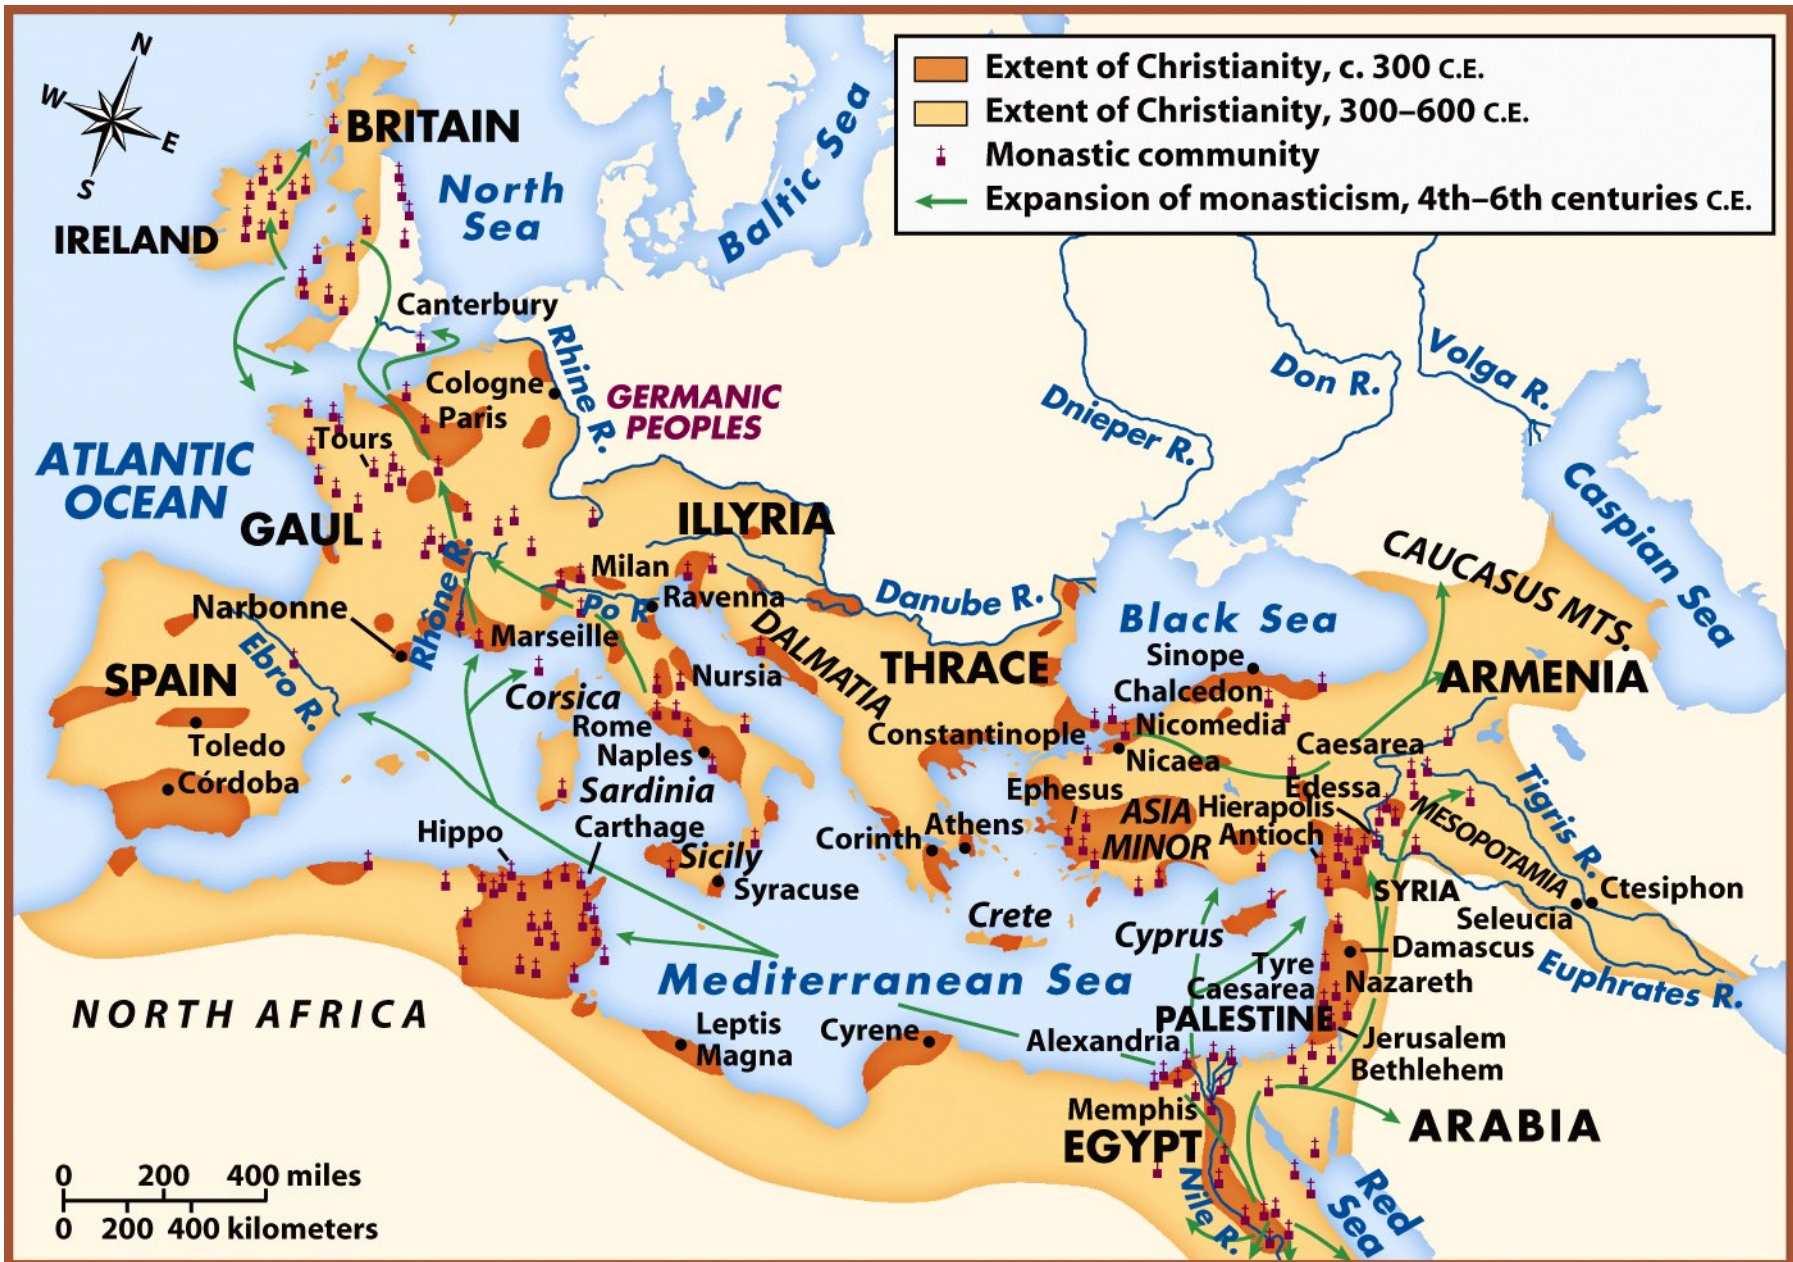 N
W
E
S
Extent of Christianity, c. 300 C.E.
Extent of Christianity, 300–600 C.E.
Monastic community
Expansion of monasticism, 4th–6th centuries C.E.
BRITAIN
North
Sea
Baltic Sea
IRELAND
Canterbury
Rhine R.
Cologne
Paris
GERMANIC
PEOPLES
Dnieper R.
Don R.
Volga R.
Caspian Sea
ATLANTIC
OCEAN
Tours
GAUL
ILLYRIA
CAUCASUS MTS.
Milan
Ravenna
Po R.
Danube R.
Black Sea
Narbonne
Rhône R.
Marseille
DALMATIA
THRACE
Sinope
ARMENIA
SPAIN
Ebro R.
Corsica
Nursia
Chalcedon
Rome
Nicomedia
Constantinople
Naples
Nicaea
Caesarea
Toledo
Córdoba
Sardinia
Ephesus
Edessa
ASIA
MINOR
Hierapolis
Antioch
MESOPOTAMIA
Tigris R.
Hippo
Carthage
Sicily
Syracuse
Corinth
Athens
SYRIA
Ctesiphon
Seleucia
Crete
Cyprus
Damascus
Euphrates R.
Tyre
Nazareth
Caesarea
Mediterranean Sea
NORTH AFRICA
PALESTINE
Leptis
Magna
Cyrene
Alexandria
Jerusalem
Bethlehem
Memphis
EGYPT
ARABIA
Nile R.
Red
Sea
0 200 400 miles
0 200 400 kilometers